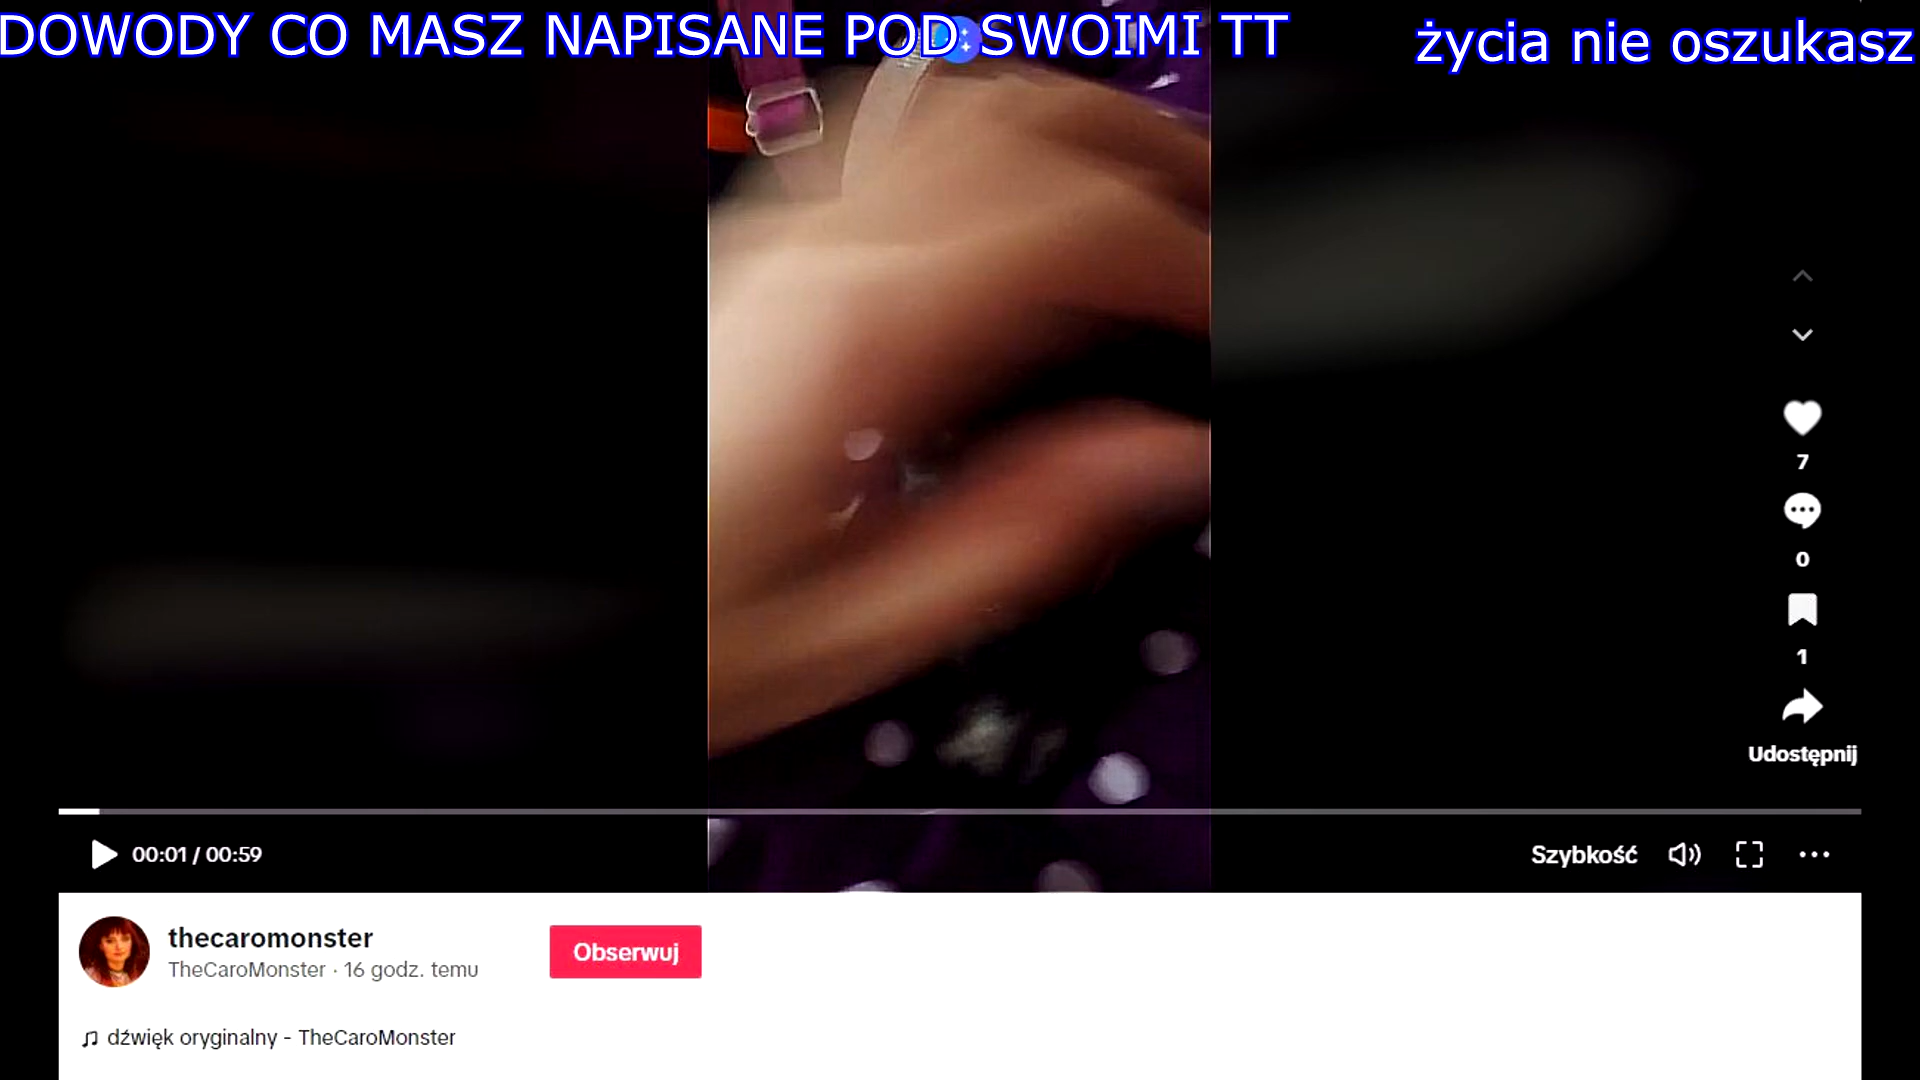 DOWODY CO MASZ NAPISANE POD SWOIMI TT
życia nie oszukasz
7
0
1
Udostępnij
00:01 / 00:59
Szybkość
thecaromonster
TheCaroMonster · 16 godz. temu
Obserwuj
dźwięk oryginalny - TheCaroMonster